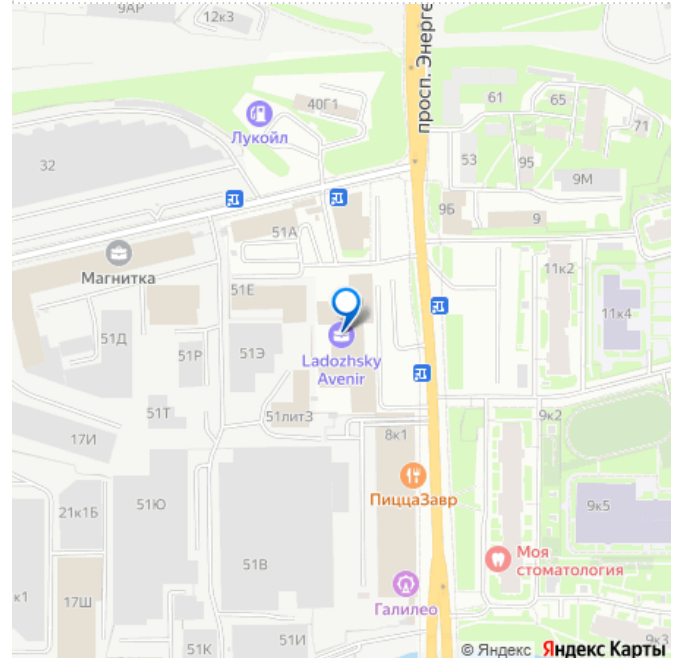 9АР
12к3
просп. Энерге
40Г1
Лукойл
61
65
71
32
53
95
9М
9Б
9
51А
Магнитка
11к2
51Е
11к4
51Д
51Р
51Э
Ladozhsky
Avenir
51Т
51лит3
9к2
17И
8к1
ПиццаЗавр
21к1Б
51Ю
9к5
Моя
стоматология
51В
к1
17Ш
Галилео
51К
51И
9к3
© Яндекс Яндекс Карты